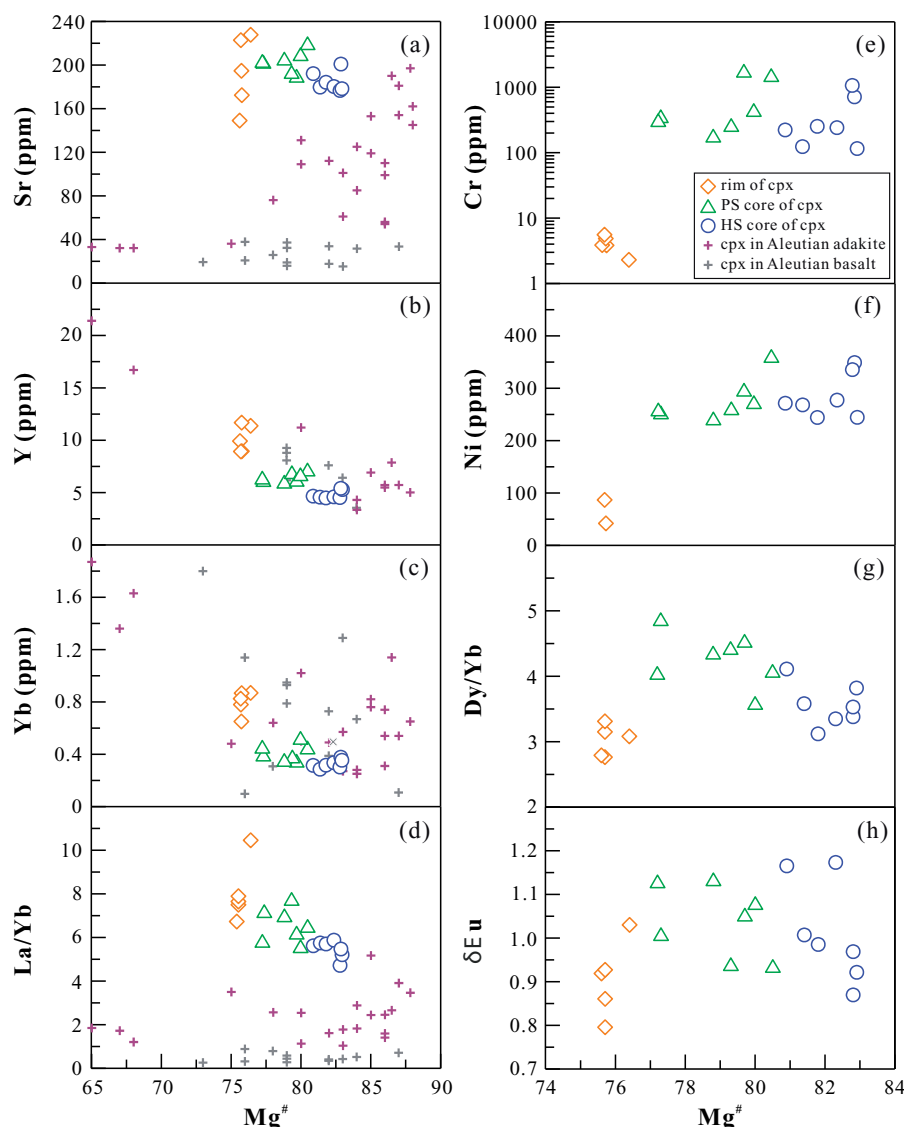 240
200
160
120
80
40
0
Sr (ppm)
(a)
20
15
10
5
0
Y (ppm)
(b)
1.6
1.2
0.8
0.4
0
Yb (ppm)
(c)
10
8
6
4
2
0
La/Yb
(d)
65 70 75 80 85 90
Mg#
10000
1000
100
10
1
Cr (ppm)
(e)
rim of cpx
PS core of cpx
HS core of cpx
cpx in Aleutian adakite
cpx in Aleutian basalt
400
300
200
100
0
Ni (ppm)
(f)
5
4
3
2
Dy/Yb
(g)
1.2
1.1
1.0
0.9
0.8
0.7
δEu
(h)
74 76 78 80 82 84
Mg#